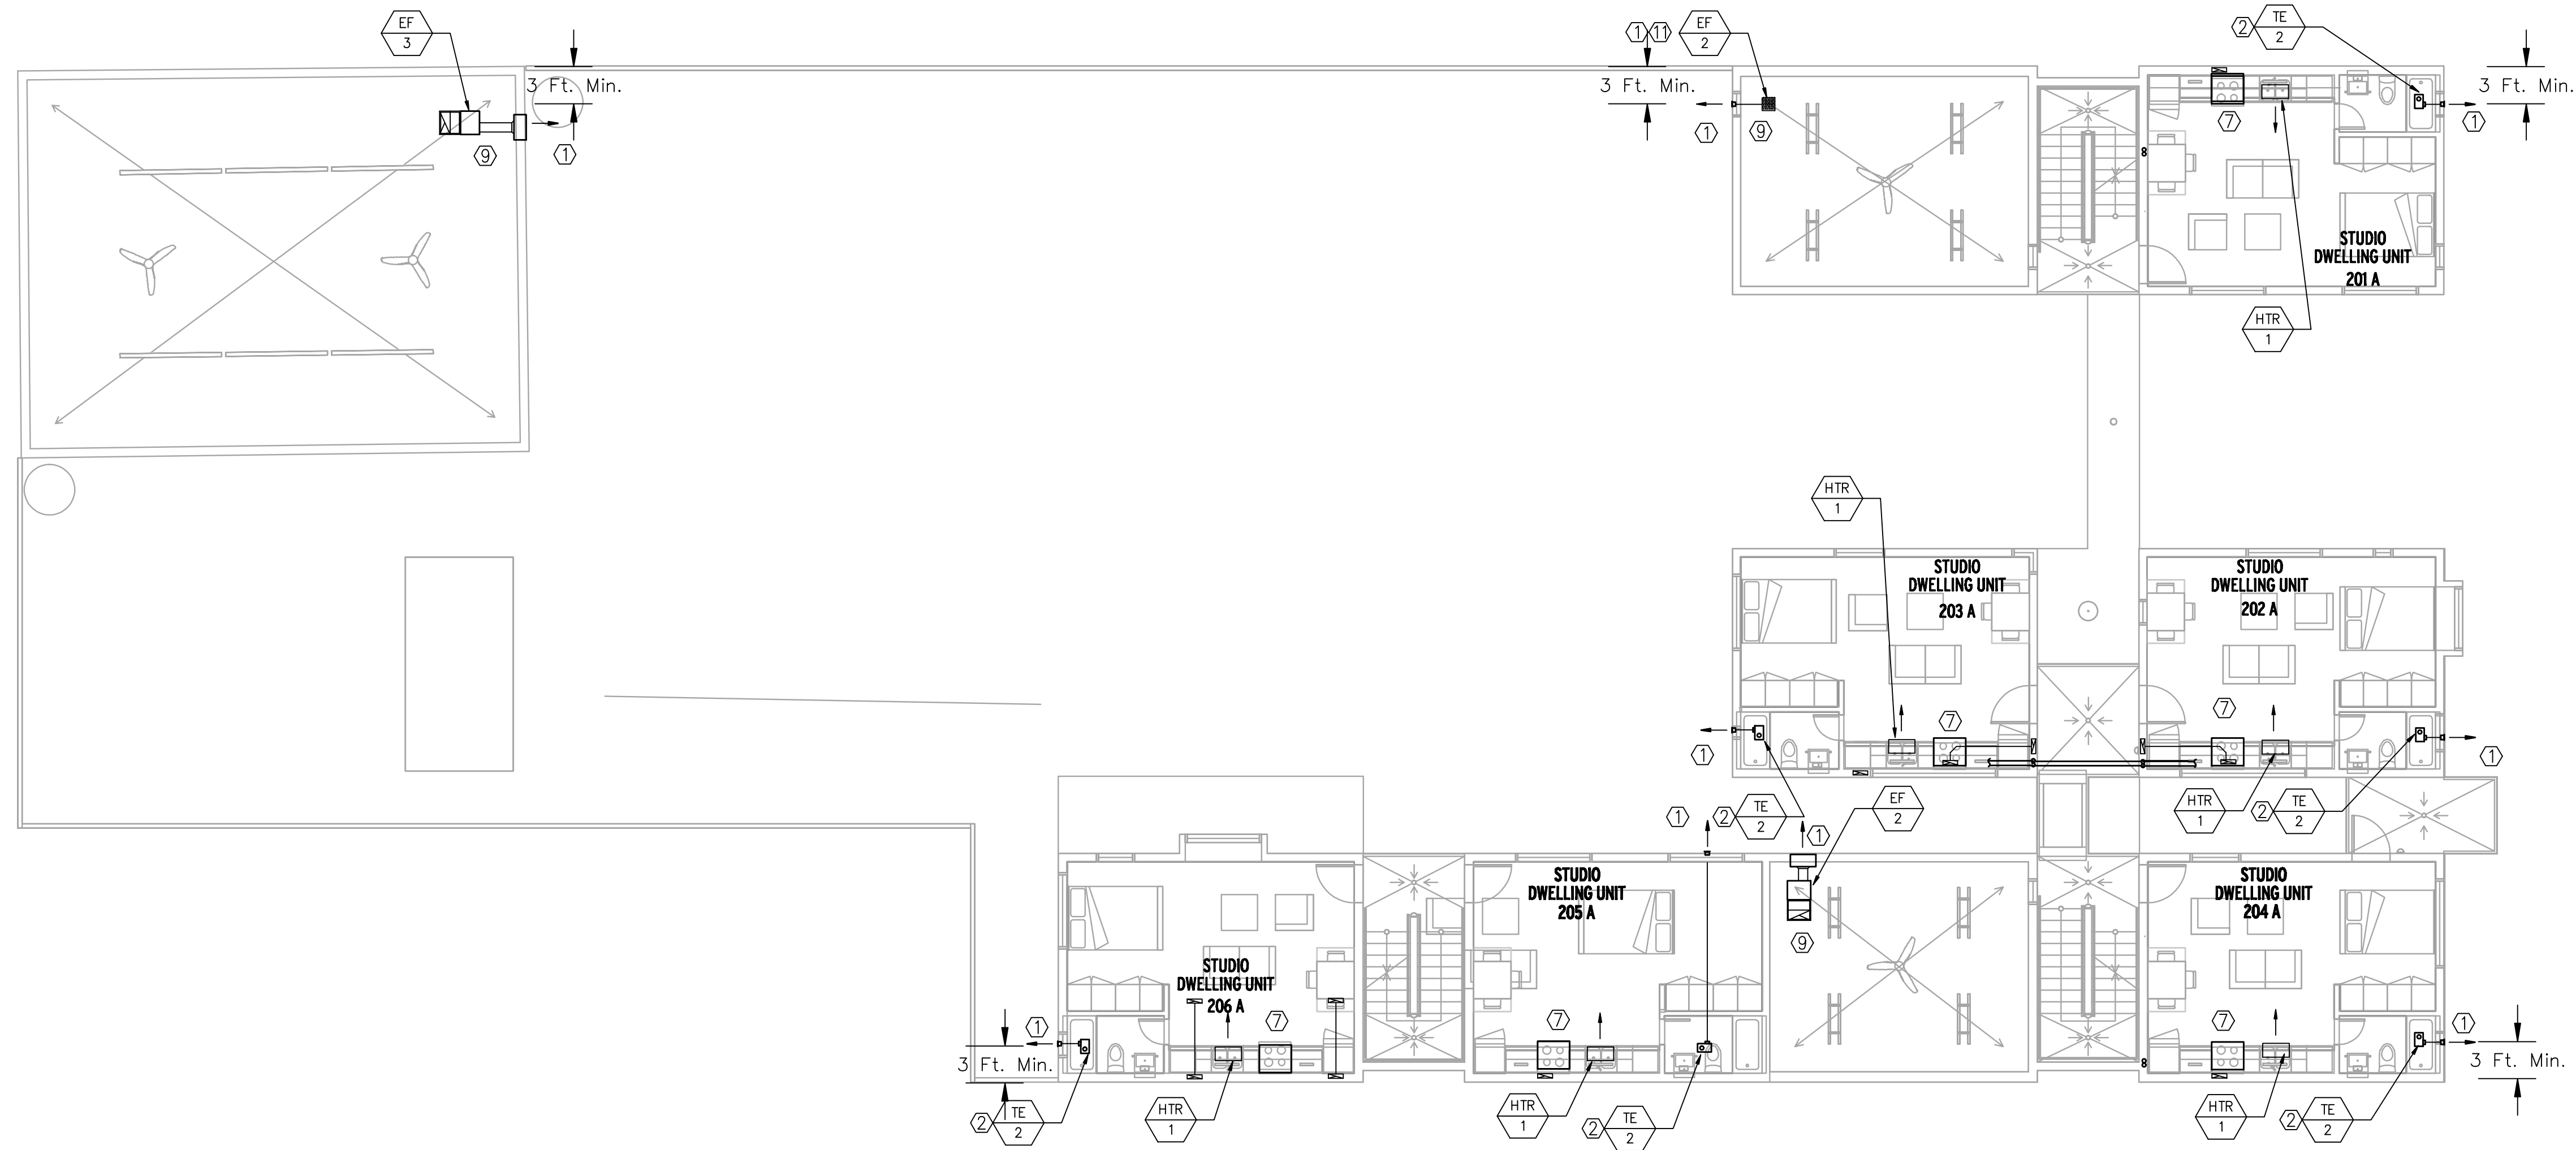 EF
3
3 Ft. Min.
9
1
1 11
EF
2
3 Ft. Min.
1
9
2
TE
2
3 Ft. Min.
7
1
STUDIO
DWELLING UNIT
201 A
HTR
1
HTR
1
STUDIO
DWELLING UNIT
203 A
STUDIO
DWELLING UNIT
202 A
7
7
1
1
2
TE
2
EF
2
HTR
1
2
TE
2
1
1
STUDIO
DWELLING UNIT
205 A
STUDIO
DWELLING UNIT
204 A
9
STUDIO
DWELLING UNIT
206 A
1
7
7
7
1
3 Ft. Min.
3 Ft. Min.
2
TE
2
HTR
1
HTR
1
2
TE
2
HTR
1
2
TE
2